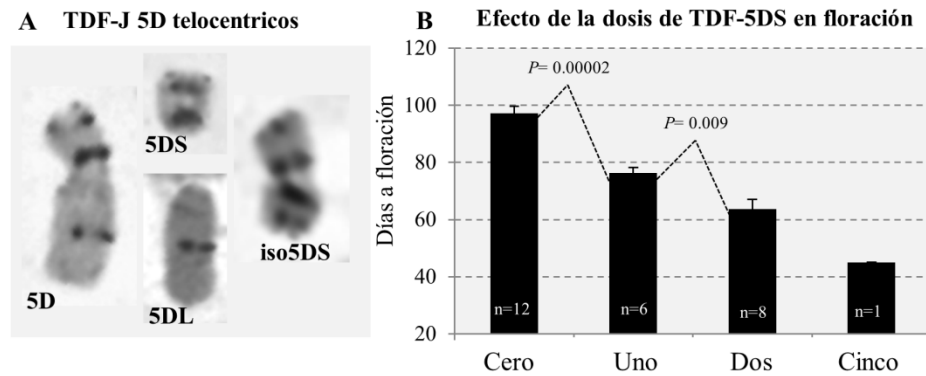 A TDF-J 5D telocentricos
5D
5DS
5DL
iso5DS
B Efecto de la dosis de TDF-5DS en floración
Días a floración
120
100
80
60
40
20
P= 0.00002
P= 0.009
n=12
n=6
n=8
n=1
Cero
Uno
Dos
Cinco